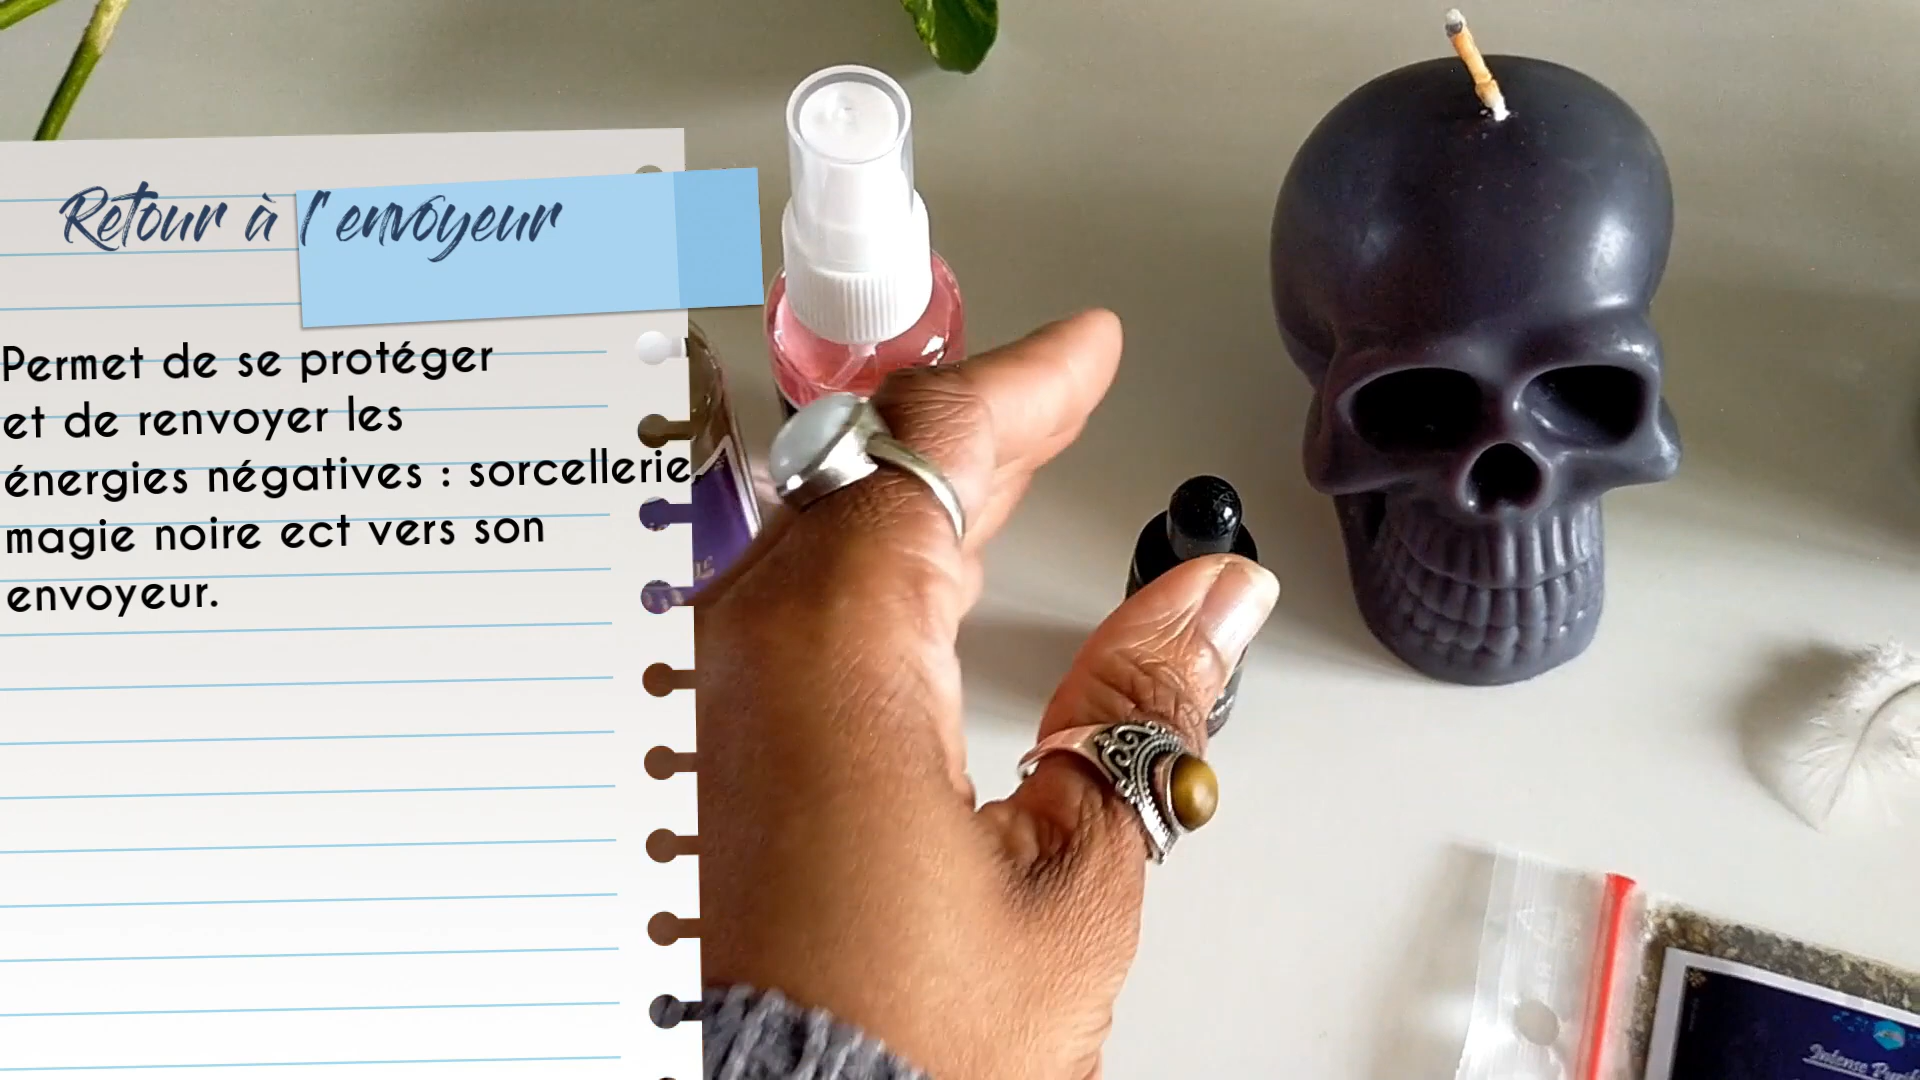 Retour à l'envoyeur
Permet de se protéger
et de renvoyer les
énergies négatives : sorcellerie,
magie noire ect vers son
envoyeur.
Intense